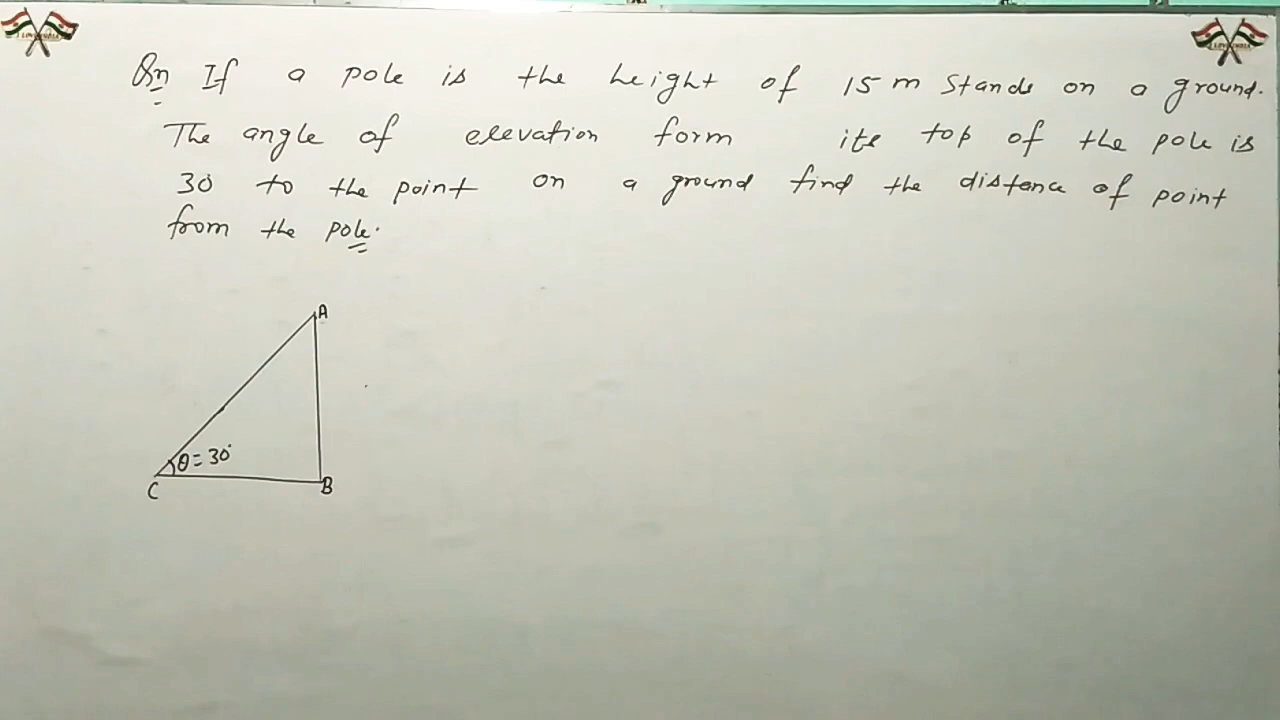 Qn If a pole is the height of 15 m stands on a ground.
The angle of elevation form its top of the pole is
30 to the point on a ground find the distance of point
from the pole.
A
θ = 30°
C
B